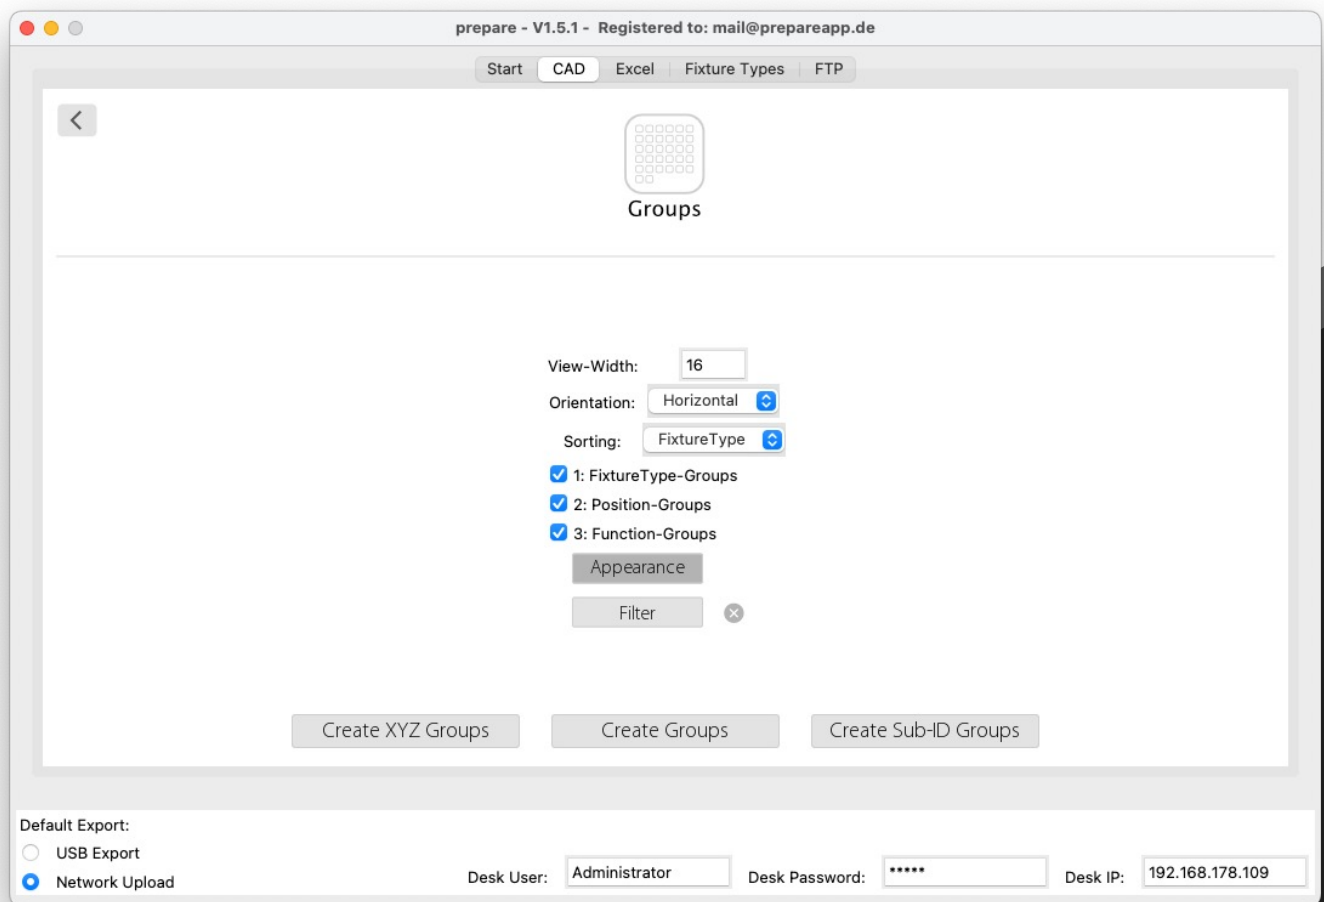 prepare - V1.5.1 - Registered to: mail@prepareapp.de
Start CAD Excel Fixture Types FTP
Groups
View-Width: 16
Orientation: Horizontal
Sorting: FixtureType
1: FixtureType-Groups
2: Position-Groups
3: Function-Groups
Appearance
Filter
Create XYZ Groups Create Groups Create Sub-ID Groups
Default Export:
USB Export
Network Upload
Desk User: Administrator Desk Password: ***** Desk IP: 192.168.178.109